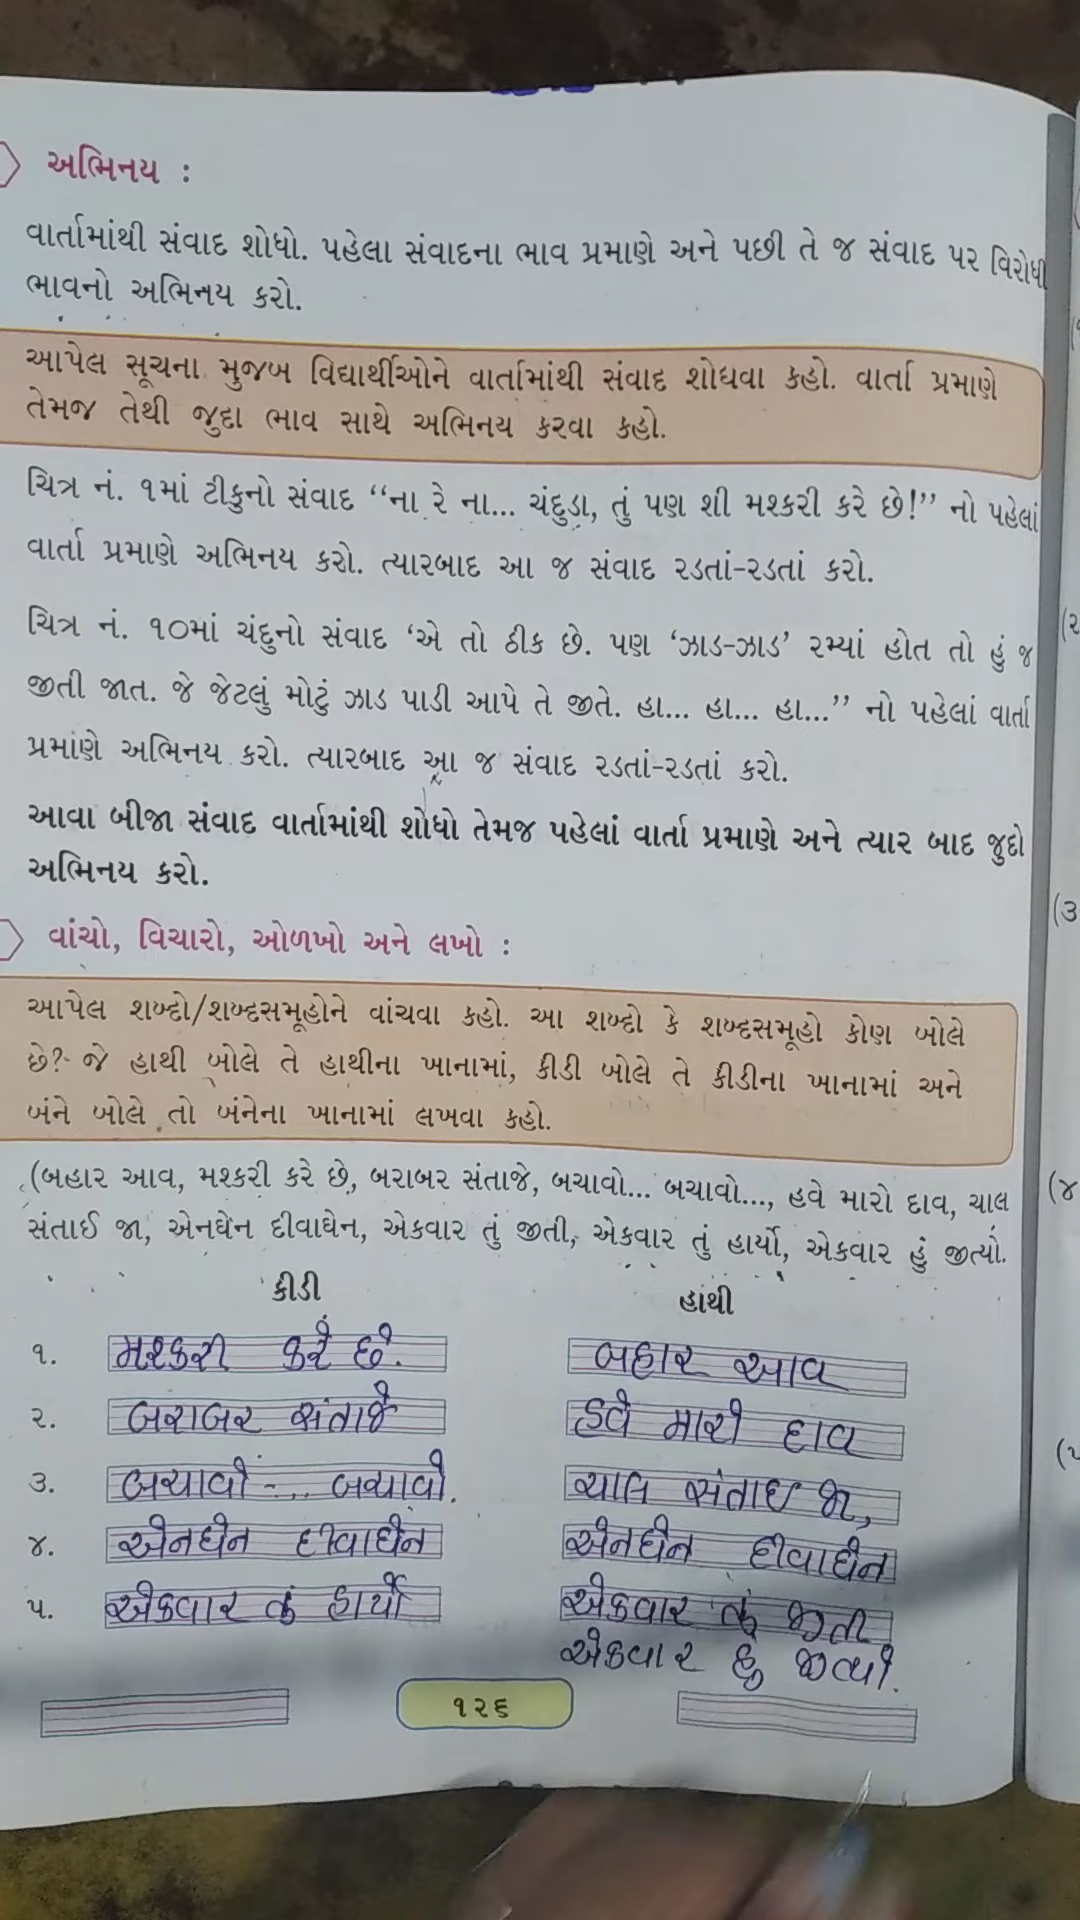 અભિનય :
વાર્તામાંથી સંવાદ શોધો. પહેલા સંવાદના ભાવ પ્રમાણે અને પછી તે જ સંવાદ પર વિરોધી
ભાવનો અભિનય કરો.
આપેલ સૂચના મુજબ વિદ્યાર્થીઓને વાર્તામાંથી સંવાદ શોધવા કહો. વાર્તા પ્રમાણે
તેમજ તેથી જુદા ભાવ સાથે અભિનય કરવા કહો.
ચિત્ર નં. ૧માં ટીકુનો સંવાદ “ના રે ના... ચંદુડા, તું પણ શી મશ્કરી કરે છે!” નો પહેલાં
વાર્તા પ્રમાણે અભિનય કરો. ત્યારબાદ આ જ સંવાદ રડતાં-રડતાં કરો.
ચિત્ર નં. ૧૦માં ચંદુનો સંવાદ ‘એ તો ઠીક છે. પણ ‘ઝાડ-ઝાડ’ રમ્યાં હોત તો હું જ
જીતી જાત. જે જેટલું મોટું ઝાડ પાડી આપે તે જીતે. હા... હા... હા...” નો પહેલાં વાર્તા
પ્રમાણે અભિનય કરો. ત્યારબાદ આ જ સંવાદ રડતાં-રડતાં કરો.
આવા બીજા સંવાદ વાર્તામાંથી શોધો તેમજ પહેલાં વાર્તા પ્રમાણે અને ત્યાર બાદ જુદો
અભિનય કરો.
વાંચો, વિચારો, ઓળખો અને લખો :
આપેલ શબ્દો/શબ્દસમૂહોને વાંચવા કહો. આ શબ્દો કે શબ્દસમૂહો કોણ બોલે
છે? જે હાથી બોલે તે હાથીના ખાનામાં, કીડી બોલે તે કીડીના ખાનામાં અને
બંને બોલે તો બંનેના ખાનામાં લખવા કહો.
(બહાર આવ, મશ્કરી કરે છે, બરાબર સંતાજે, બચાવો... બચાવો..., હવે મારો દાવ, ચાલ
સંતાઈ જા, એનઘેન દીવાઘેન, એકવાર તું જીતી, એકવાર તું હાર્યો, એકવાર હું જીત્યો.
કીડી હાથી
૧. મશ્કરી કરે છે. બહાર આવ
૨. બરાબર સંતાજે હવે મારો દાવ
૩. બચાવો .... બચાવો. ચાલ સંતાઇ જા,
૪. એનઘેન દીવાઘેન એનઘેન દીવાઘેન
૫. એકવાર તું હાર્યો એકવાર તું જીતી
એકવાર હું જીત્યો.
૧૨૬
(૨
(૩
(૪